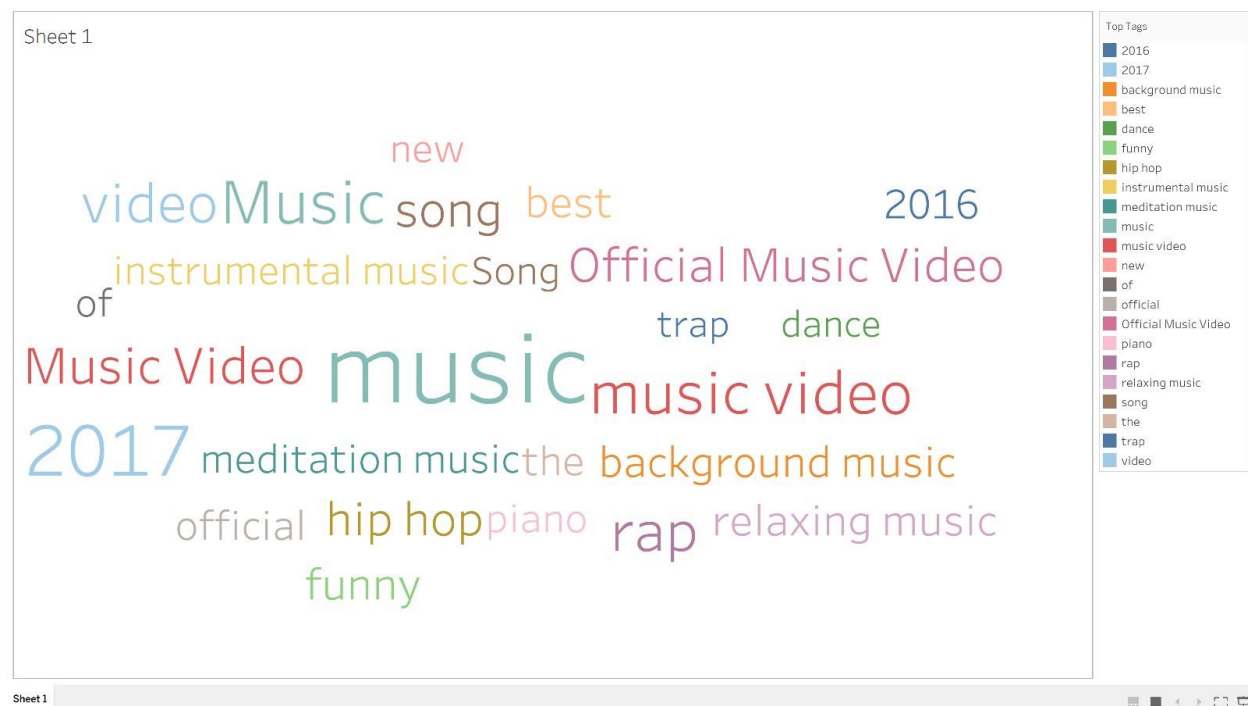 Sheet 1
new
video Music song best 2016
instrumental music Song Official Music Video
of
trap dance
Music Video music music video
2017 meditation music the background music
official hip hop piano rap relaxing music
funny
Top Tags
2016
2017
background music
best
dance
funny
hip hop
instrumental music
meditation music
music
music video
new
of
official
Official Music Video
piano
rap
relaxing music
song
the
trap
video
Sheet 1